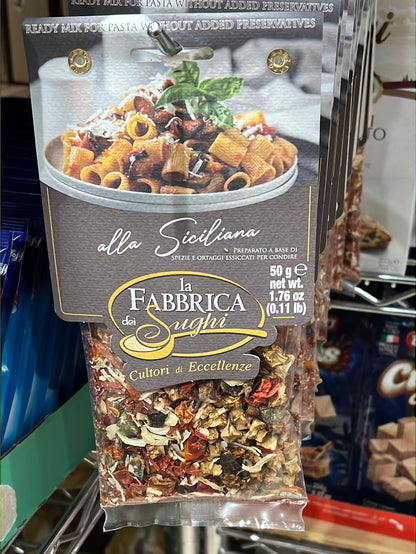 READY MIX FOR PASTA WITHOUT ADDED PRESERVATIVES
READY MIX FOR PASTA WITHOUT ADDED PRESERVATIVES
alla Siciliana
PREPARATO A BASE DI
SPEZIE E ORTAGGI ESSICCATI PER CONDIRE
50 g e
net wt.
1.76 oz
(0.11 lb)
la
FABBRICA
dei Sughi
Cultori di Eccellenze